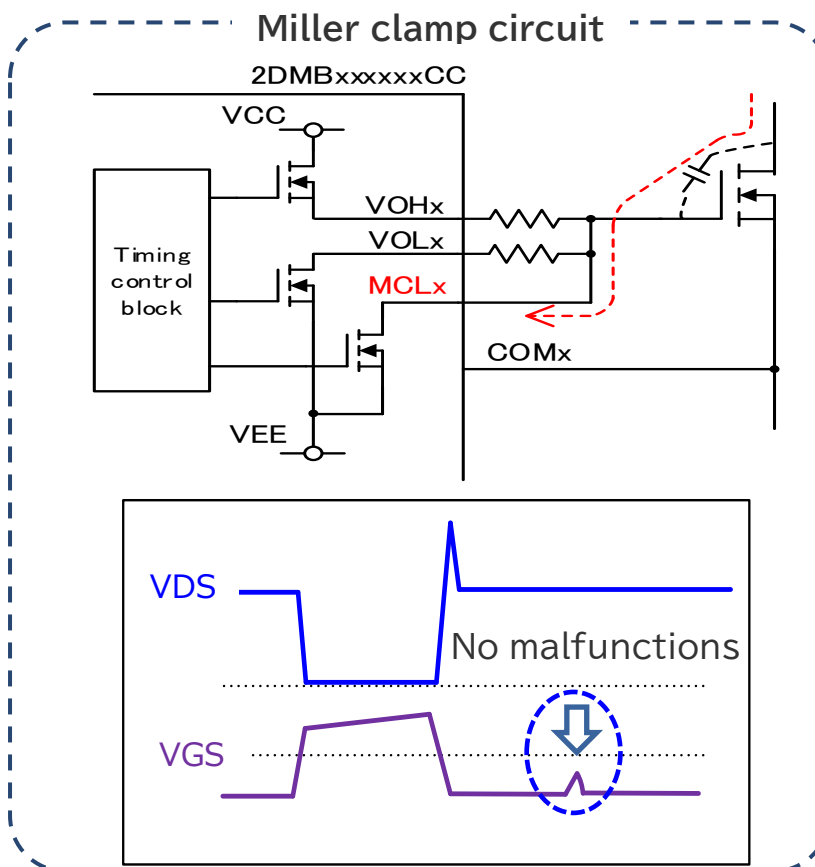 Miller clamp circuit
2DMBxxxxxxCC
VCC
VOHx
VOLx
MCLx
Timing
control
block
COMx
VEE
VDS
No malfunctions
VGS